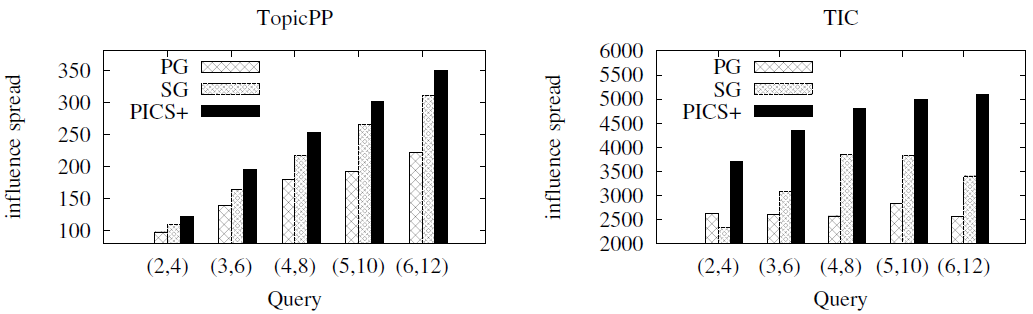 TopicPP
influence spread
350
300
250
200
150
100
PG
SG
PICS+
(2,4) (3,6) (4,8) (5,10) (6,12)
Query
TIC
influence spread
6000
5500
5000
4500
4000
3500
3000
2500
2000
PG
SG
PICS+
(2,4) (3,6) (4,8) (5,10) (6,12)
Query